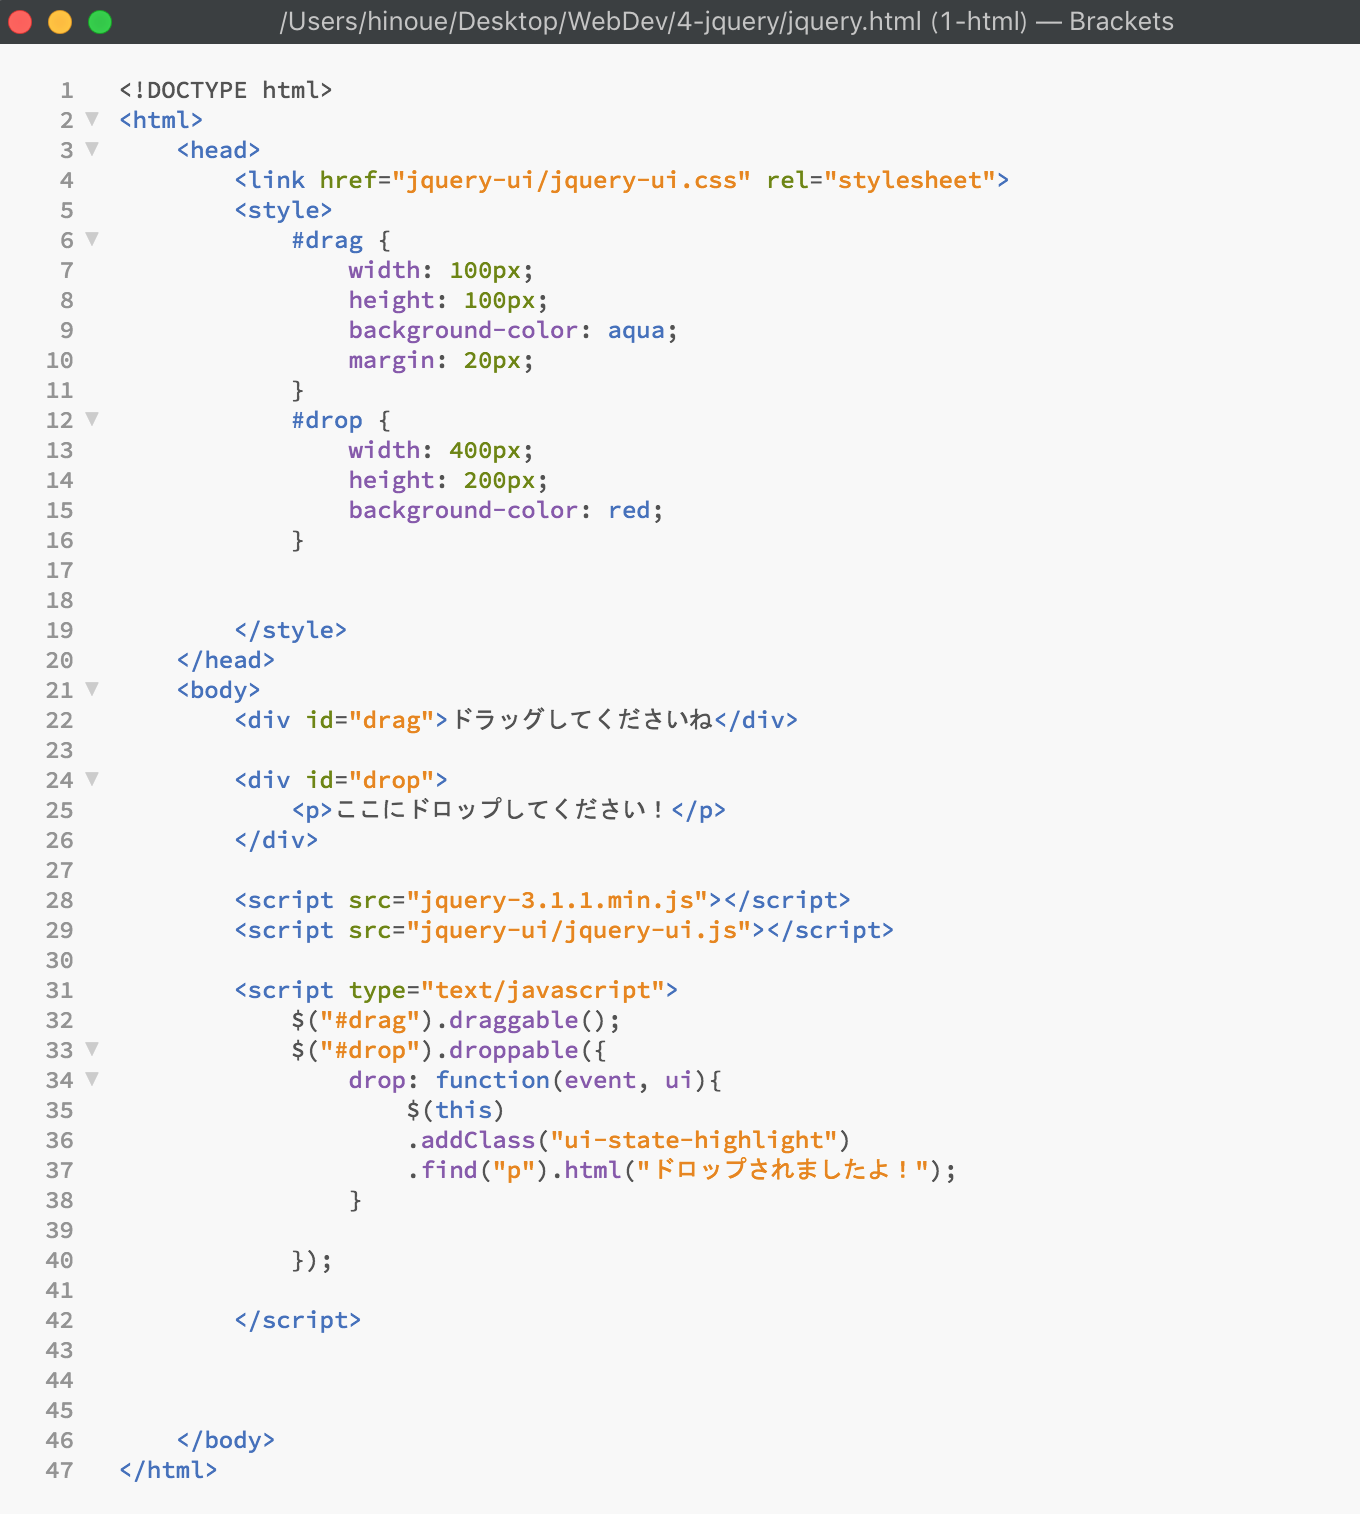 /Users/hinoue/Desktop/WebDev/4-jquery/jquery.html (1-html) — Brackets
1 <!DOCTYPE html>
2 <html>
3 <head>
4 <link href="jquery-ui/jquery-ui.css" rel="stylesheet">
5 <style>
6 #drag {
7 width: 100px;
8 height: 100px;
9 background-color: aqua;
10 margin: 20px;
11 }
12 #drop {
13 width: 400px;
14 height: 200px;
15 background-color: red;
16 }
17
18
19 </style>
20 </head>
21 <body>
22 <div id="drag">ドラッグしてくださいね</div>
23
24 <div id="drop">
25 <p>ここにドロップしてください！</p>
26 </div>
27
28 <script src="jquery-3.1.1.min.js"></script>
29 <script src="jquery-ui/jquery-ui.js"></script>
30
31 <script type="text/javascript">
32 $("#drag").draggable();
33 $("#drop").droppable({
34 drop: function(event, ui){
35 $(this)
36 .addClass("ui-state-highlight")
37 .find("p").html("ドロップされましたよ！");
38 }
39
40 });
41
42 </script>
43
44
45
46 </body>
47 </html>